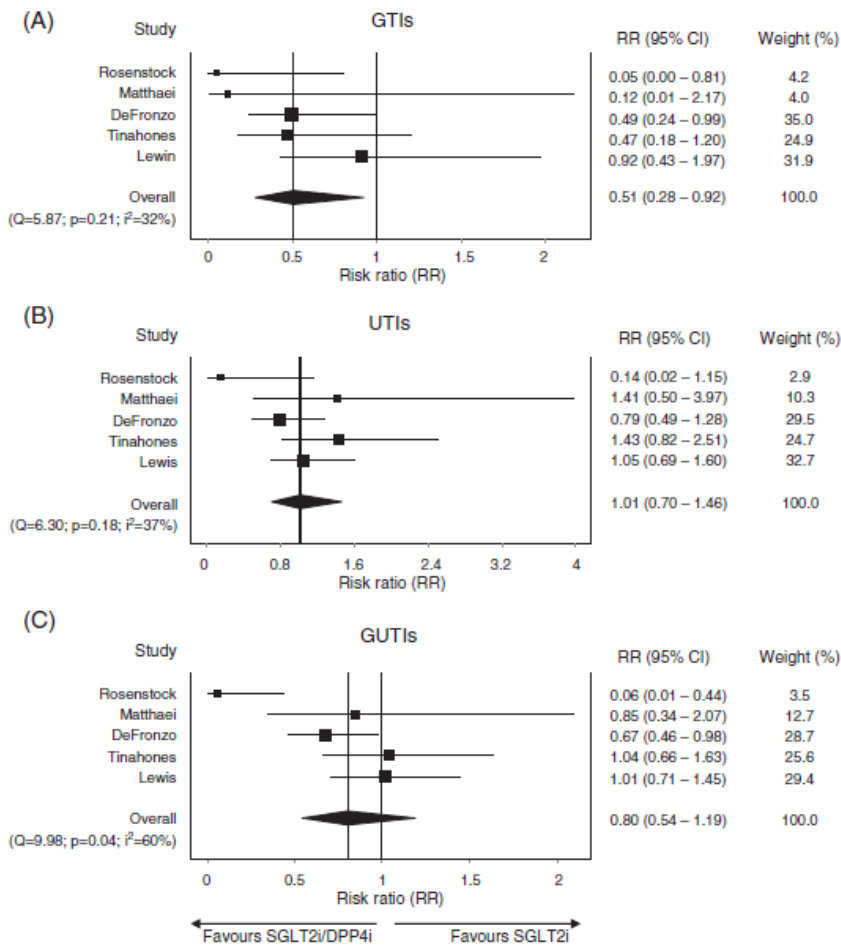 (A) GTIs
Study RR (95% CI) Weight (%)
Rosenstock 0.05 (0.00 – 0.81) 4.2
Matthaei 0.12 (0.01 – 2.17) 4.0
DeFronzo 0.49 (0.24 – 0.99) 35.0
Tinahones 0.47 (0.18 – 1.20) 24.9
Lewin 0.92 (0.43 – 1.97) 31.9
Overall 0.51 (0.28 – 0.92) 100.0
(Q=5.87; p=0.21; i²=32%)
0 0.5 1 1.5 2
Risk ratio (RR)
(B) UTIs
Study RR (95% CI) Weight (%)
Rosenstock 0.14 (0.02 – 1.15) 2.9
Matthaei 1.41 (0.50 – 3.97) 10.3
DeFronzo 0.79 (0.49 – 1.28) 29.5
Tinahones 1.43 (0.82 – 2.51) 24.7
Lewis 1.05 (0.69 – 1.60) 32.7
Overall 1.01 (0.70 – 1.46) 100.0
(Q=6.30; p=0.18; i²=37%)
0 0.8 1.6 2.4 3.2 4
Risk ratio (RR)
(C) GUTIs
Study RR (95% CI) Weight (%)
Rosenstock 0.06 (0.01 – 0.44) 3.5
Matthaei 0.85 (0.34 – 2.07) 12.7
DeFronzo 0.67 (0.46 – 0.98) 28.7
Tinahones 1.04 (0.66 – 1.63) 25.6
Lewis 1.01 (0.71 – 1.45) 29.4
Overall 0.80 (0.54 – 1.19) 100.0
(Q=9.98; p=0.04; i²=60%)
0 0.5 1 1.5 2
Risk ratio (RR)
Favours SGLT2i/DPP4i Favours SGLT2i